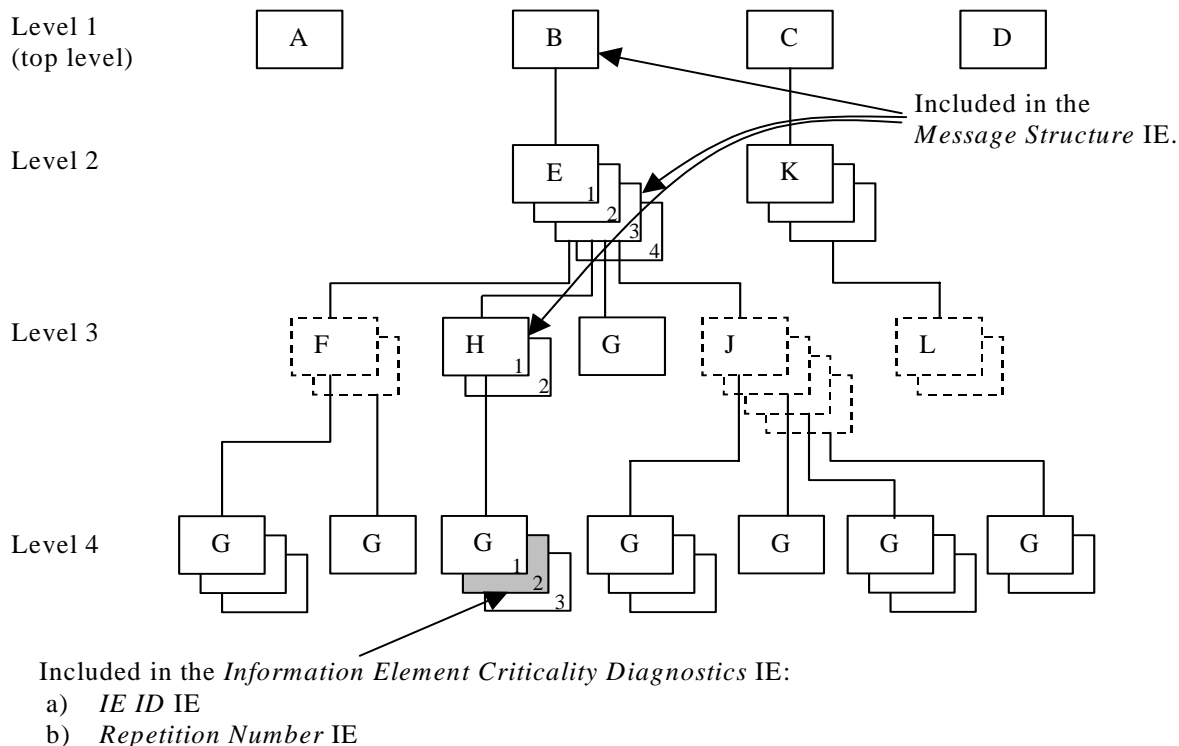 Level 1
(top level)
A
B
C
D
Included in the
Message Structure IE.
Level 2
E
1
2
3
4
K
Level 3
F
H
1
2
G
J
L
Level 4
G
G
G
1
2
3
G
G
G
G
Included in the Information Element Criticality Diagnostics IE:
a) IE ID IE
b) Repetition Number IE